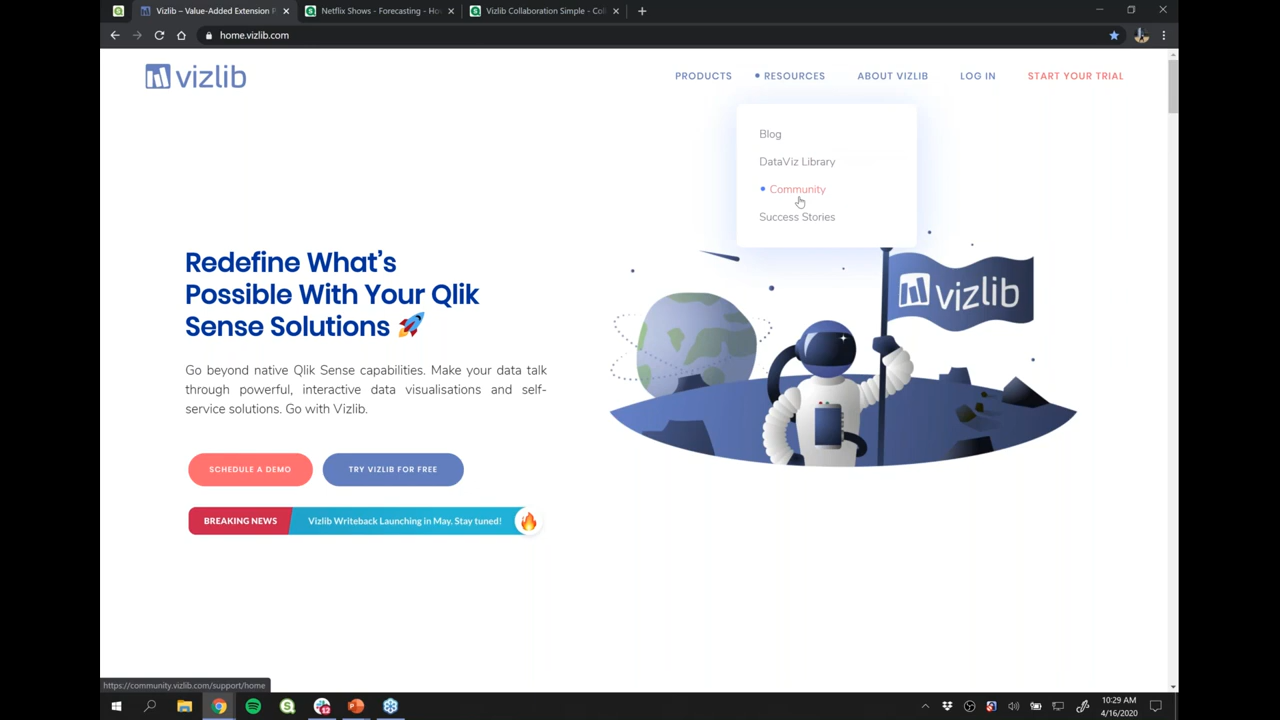 Vizlib – Value-Added Extension P
Netflix Shows - Forecasting - Ho
Vizlib Collaboration Simple - Col
home.vizlib.com
vizlib
PRODUCTS
RESOURCES
ABOUT VIZLIB
LOG IN
START YOUR TRIAL
Blog
DataViz Library
Community
Success Stories
Redefine What's
Possible With Your Qlik
Sense Solutions 🚀
Go beyond native Qlik Sense capabilities. Make your data talk
through powerful, interactive data visualisations and self-
service solutions. Go with Vizlib.
vizlib
SCHEDULE A DEMO
TRY VIZLIB FOR FREE
BREAKING NEWS
Vizlib Writeback Launching in May. Stay tuned!
https://community.vizlib.com/support/home
12
10:29 AM
4/16/2020